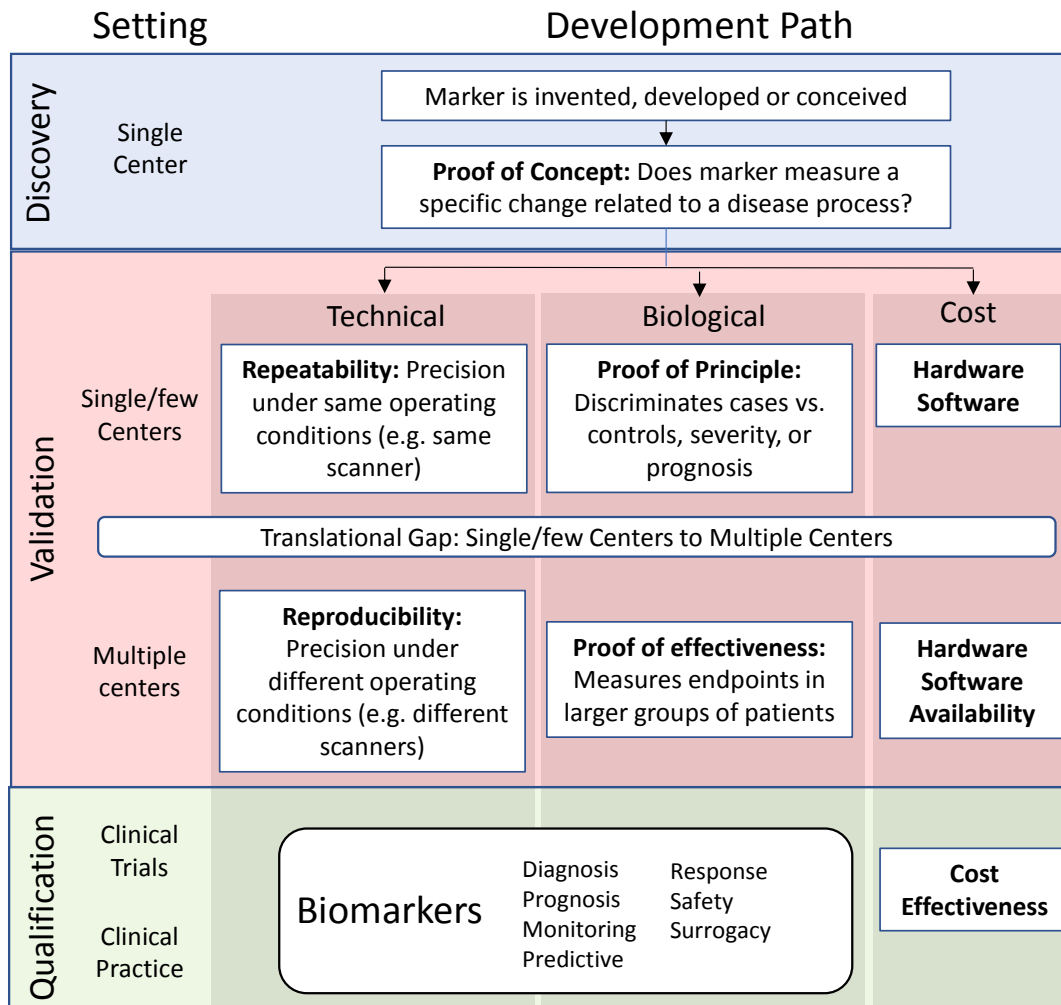 Setting
Development Path
Discovery
Single
Center
Marker is invented, developed or conceived
Proof of Concept: Does marker measure a
specific change related to a disease process?
Validation
Technical
Biological
Cost
Single/few
Centers
Repeatability: Precision
under same operating
conditions (e.g. same
scanner)
Proof of Principle:
Discriminates cases vs.
controls, severity, or
prognosis
Hardware
Software
Translational Gap: Single/few Centers to Multiple Centers
Multiple
centers
Reproducibility:
Precision under
different operating
conditions (e.g. different
scanners)
Proof of effectiveness:
Measures endpoints in
larger groups of patients
Hardware
Software
Availability
Qualification
Clinical
Trials
Clinical
Practice
Biomarkers
Diagnosis
Prognosis
Monitoring
Predictive
Response
Safety
Surrogacy
Cost
Effectiveness